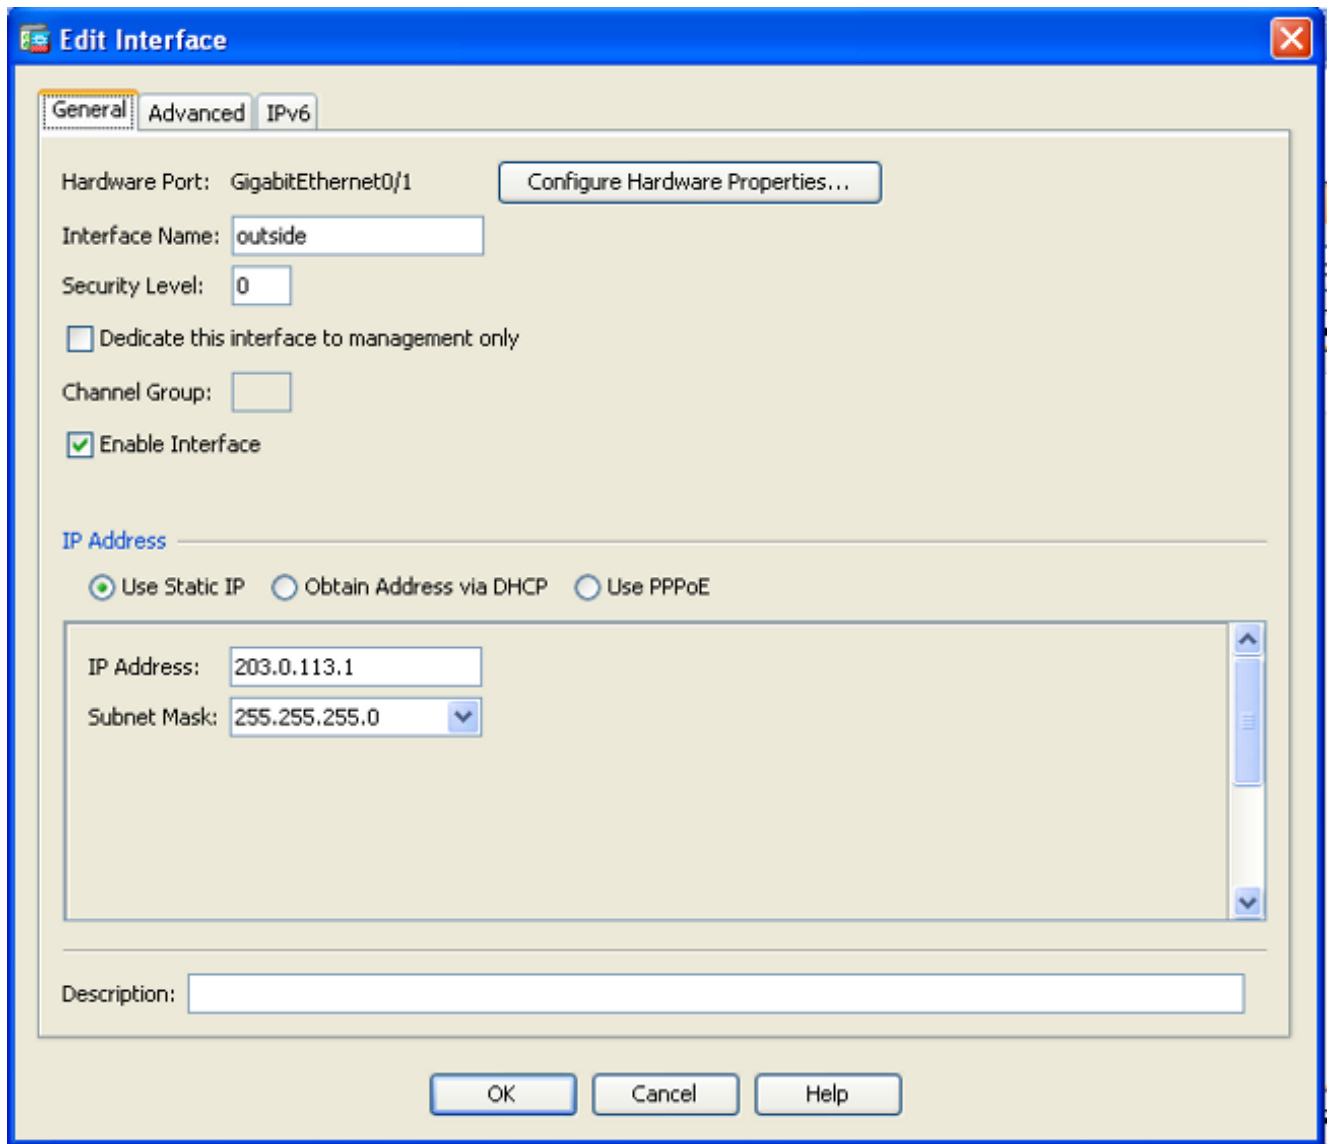 Edit Interface
General Advanced IPv6
Hardware Port: GigabitEthernet0/1 Configure Hardware Properties...
Interface Name: outside
Security Level: 0
Dedicate this interface to management only
Channel Group:
Enable Interface
IP Address
Use Static IP Obtain Address via DHCP Use PPPoE
IP Address: 203.0.113.1
Subnet Mask: 255.255.255.0
Description:
OK Cancel Help